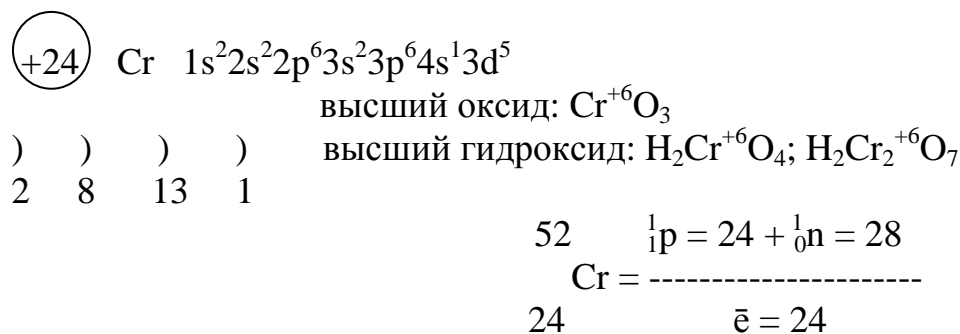 +24 Cr 1s²2s²2p⁶3s²3p⁶4s¹3d⁵
высший оксид: Cr⁺⁶O₃
) ) ) ) высший гидроксид: H₂Cr⁺⁶O₄; H₂Cr₂⁺⁶O₇
2 8 13 1
52 ¹₁p = 24 + ¹₀n = 28
Cr = ----------------------
24 ē = 24